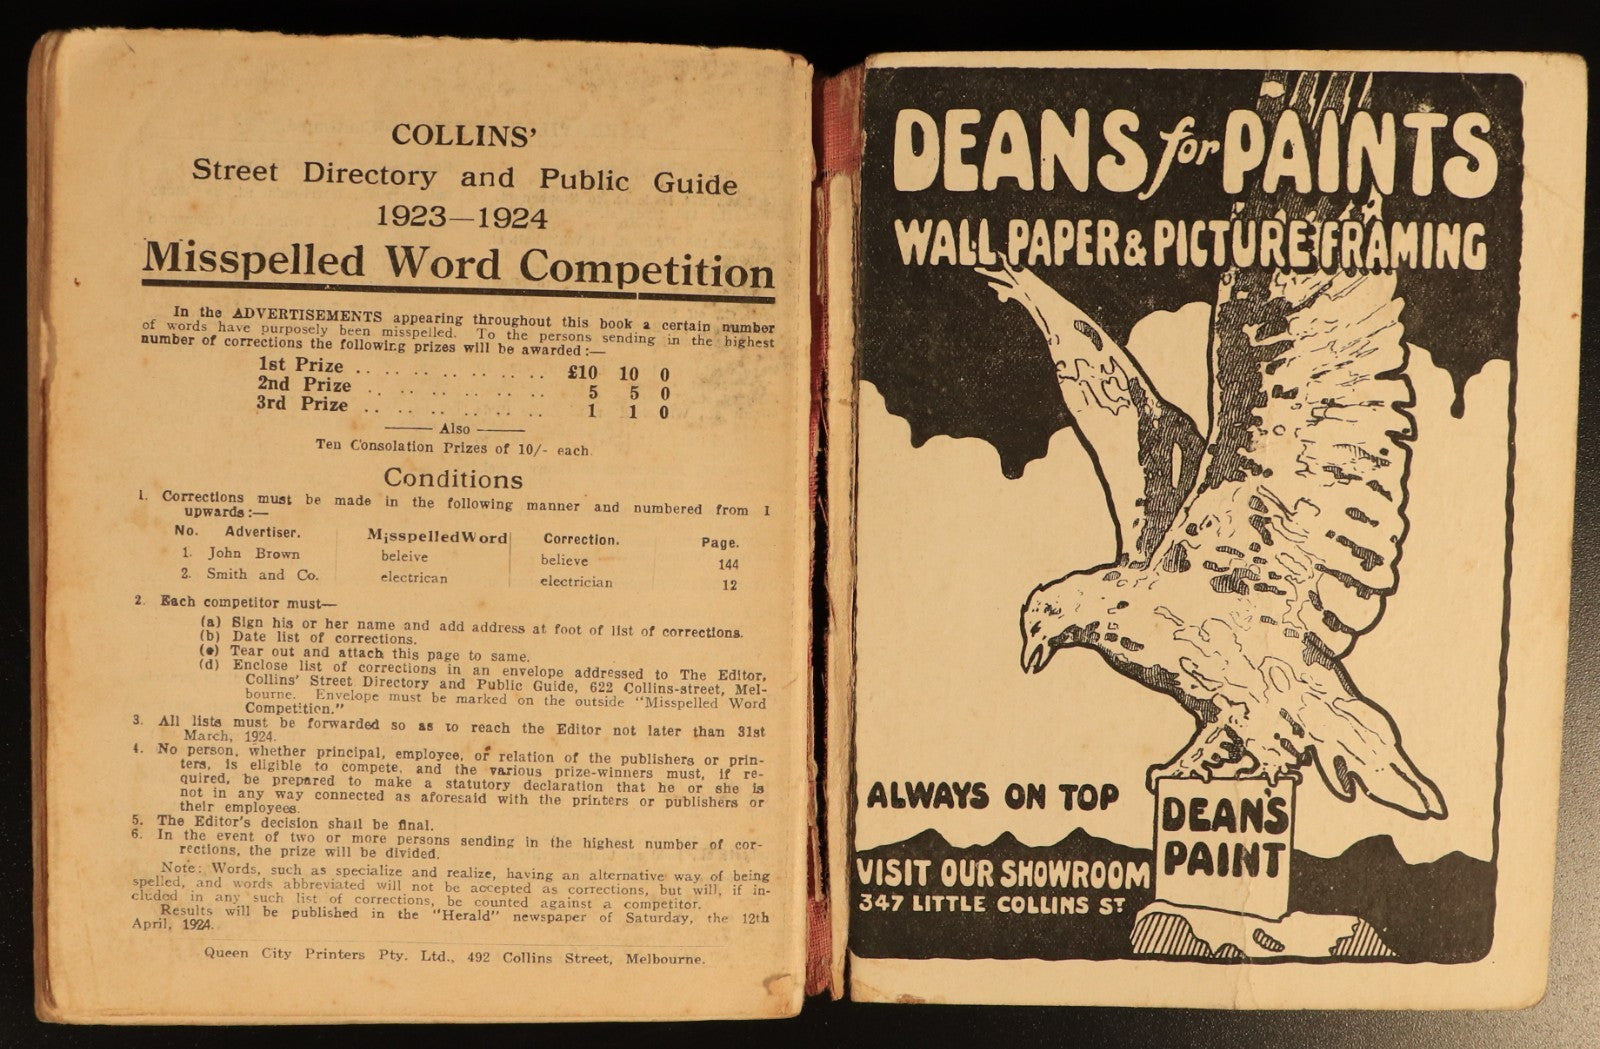 COLLINS'
Street Directory and Public Guide
1923—1924
Misspelled Word Competition
In the ADVERTISEMENTS appearing throughout this book a certain number
of words have purposely been misspelled. To the persons sending in the highest
number of corrections the following prizes will be awarded:—
1st Prize .. .. .. .. .. .. .. £10 10 0
2nd Prize .. .. .. .. .. .. .. 5 5 0
3rd Prize .. .. .. .. .. .. .. 1 1 0
Also
Ten Consolation Prizes of 10/- each.
Conditions
1. Corrections must be made in the following manner and numbered from 1
upwards:—
No. Advertiser. Misspelled Word Correction. Page.
1. John Brown beleive believe 144
2. Smith and Co. electrican electrician 12
2. Each competitor must—
(a) Sign his or her name and add address at foot of list of corrections.
(b) Date list of corrections.
(c) Tear out and attach this page to same.
(d) Enclose list of corrections in an envelope addressed to The Editor,
Collins' Street Directory and Public Guide, 622 Collins-street, Mel-
bourne. Envelope must be marked on the outside "Misspelled Word
Competition."
3. All lists must be forwarded so as to reach the Editor not later than 31st
March, 1924.
4. No person, whether principal, employee, or relation of the publishers or prin-
ters, is eligible to compete, and the various prize-winners must, if re-
quired, be prepared to make a statutory declaration that he or she is
not in any way connected as aforesaid with the printers or publishers or
their employees.
5. The Editor's decision shall be final.
6. In the event of two or more persons sending in the highest number of cor-
rections, the prize will be divided.
Note: Words, such as specialize and realize, having an alternative way of being
spelled, and words abbreviated will not be accepted as corrections, but will, if in-
cluded in any such list of corrections, be counted against a competitor.
Results will be published in the "Herald" newspaper of Saturday, the 12th
April, 1924.
Queen City Printers Pty. Ltd., 492 Collins Street, Melbourne.
DEANS for PAINTS
WALL PAPER & PICTURE FRAMING
ALWAYS ON TOP
DEAN'S
PAINT
VISIT OUR SHOWROOM
347 LITTLE COLLINS ST